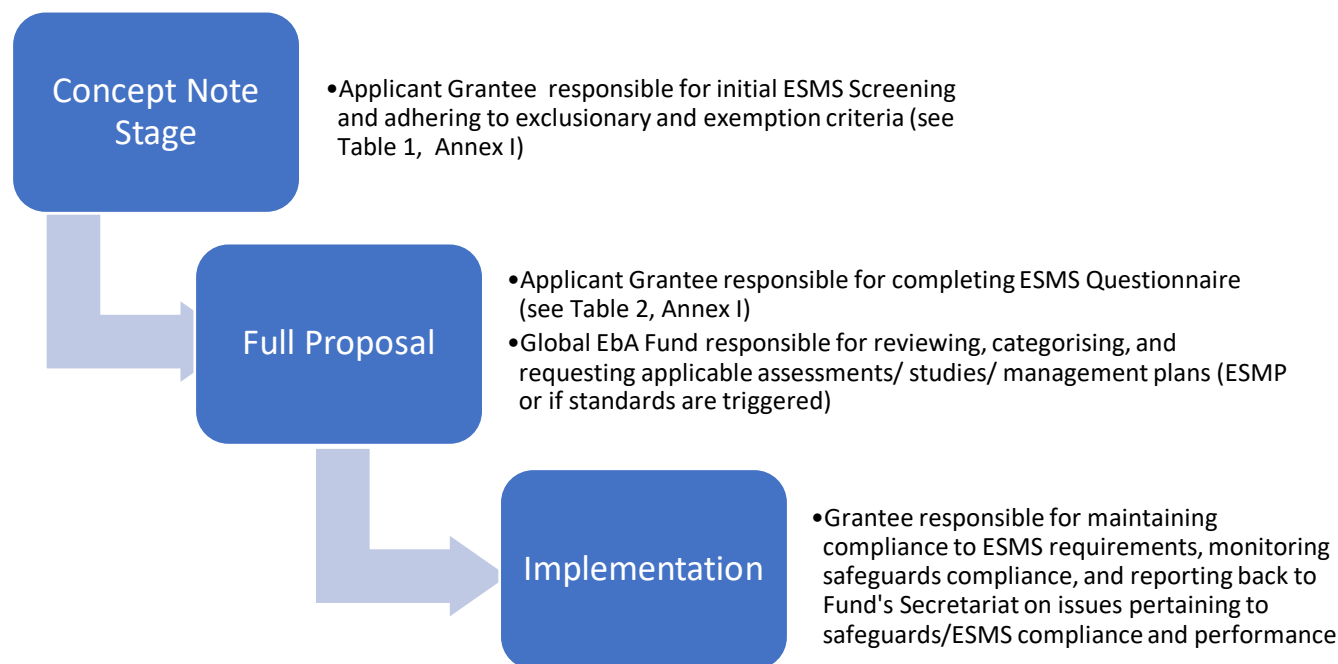 Concept Note
Stage
•Applicant Grantee  responsible for initial ESMS Screening
and adhering to exclusionary and exemption criteria (see
Table 1,  Annex I)
Full Proposal
•Applicant Grantee responsible for completing ESMS Questionnaire
(see Table 2, Annex I)
•Global EbA Fund responsible for reviewing, categorising, and
requesting applicable assessments/ studies/ management plans (ESMP
or if standards are triggered)
Implementation
•Grantee responsible for maintaining
compliance to ESMS requirements, monitoring
safeguards compliance, and reporting back to
Fund's Secretariat on issues pertaining to
safeguards/ESMS compliance and performance